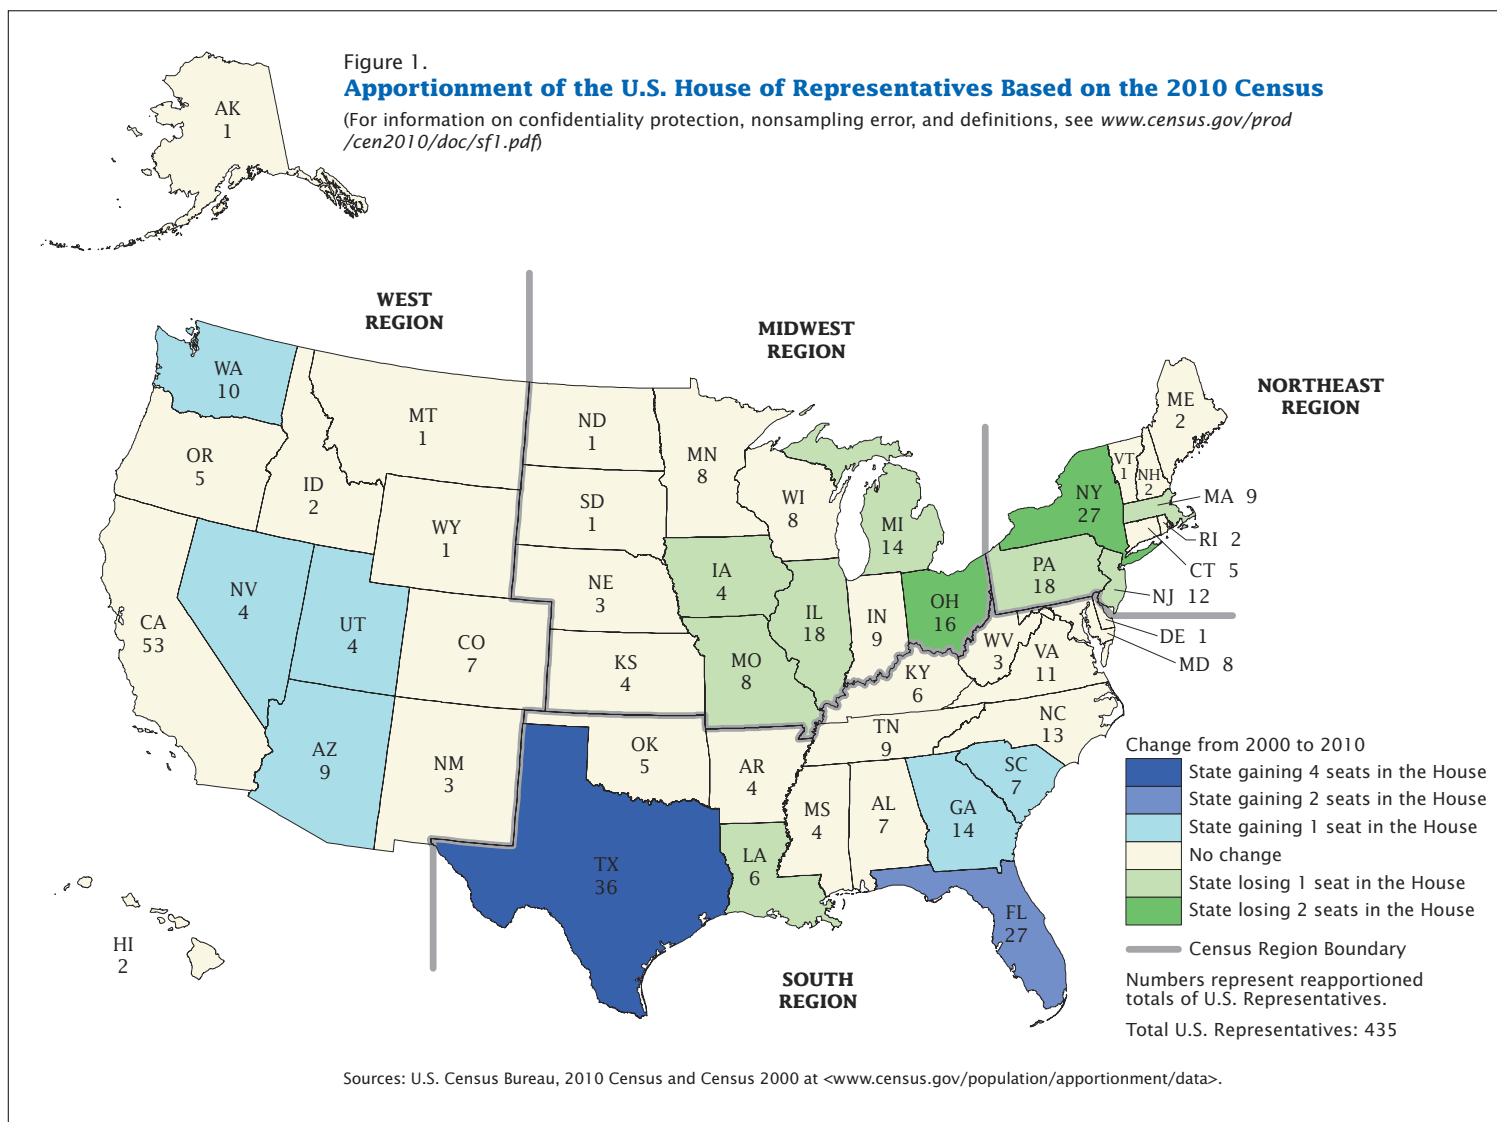 Figure 1.
Apportionment of the U.S. House of Representatives Based on the 2010 Census
(For information on confidentiality protection, nonsampling error, and definitions, see www.census.gov/prod
/cen2010/doc/sf1.pdf)
AK
1
WEST
REGION
MIDWEST
REGION
NORTHEAST
REGION
WA
10
MT
1
ND
1
MN
8
ME
2
OR
5
ID
2
WY
1
SD
1
WI
8
MI
14
NY
27
VT
1
NH
2
MA 9
RI 2
CT 5
NJ 12
DE 1
MD 8
NV
4
UT
4
CA
53
CO
7
NE
3
IA
4
KS
4
MO
8
IL
18
IN
9
OH
16
PA
18
WV
3
VA
11
KY
6
NC
13
TN
9
AZ
9
NM
3
OK
5
AR
4
SC
7
MS
4
AL
7
GA
14
TX
36
LA
6
FL
27
HI
2
SOUTH
REGION
Change from 2000 to 2010
State gaining 4 seats in the House
State gaining 2 seats in the House
State gaining 1 seat in the House
No change
State losing 1 seat in the House
State losing 2 seats in the House
Census Region Boundary
Numbers represent reapportioned
totals of U.S. Representatives.
Total U.S. Representatives: 435
Sources: U.S. Census Bureau, 2010 Census and Census 2000 at <www.census.gov/population/apportionment/data>.